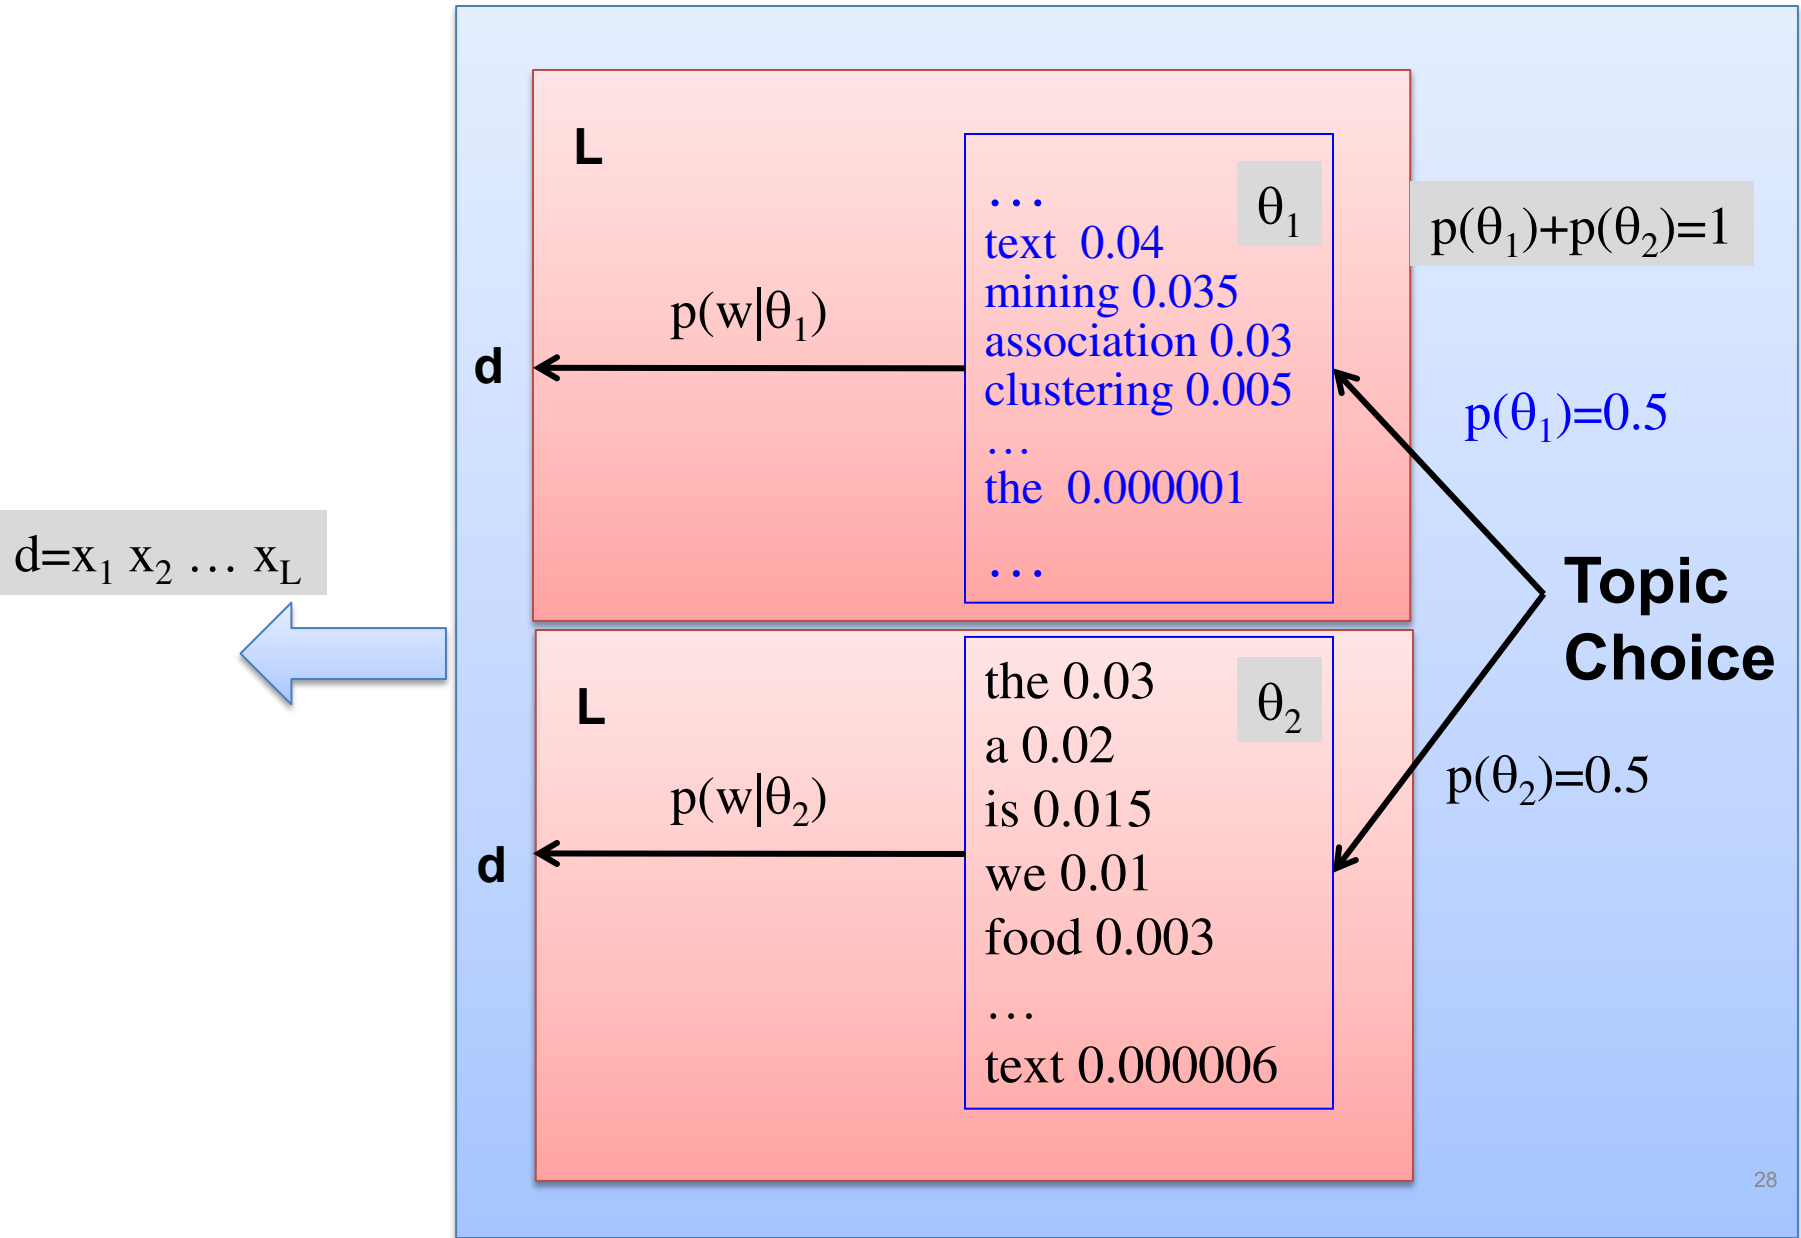 L
…
θ1
text 0.04
mining 0.035
association 0.03
clustering 0.005
…
the 0.000001
…
p(w|θ1)
d
p(θ1)+p(θ2)=1
p(θ1)=0.5
d=x1 x2 … xL
Topic
Choice
L
the 0.03
θ2
a 0.02
is 0.015
we 0.01
food 0.003
…
text 0.000006
p(w|θ2)
d
p(θ2)=0.5
28